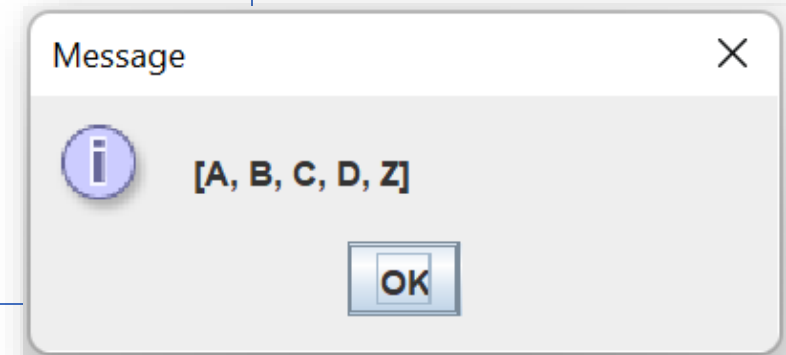 Message
[A, B, C, D, Z]
OK